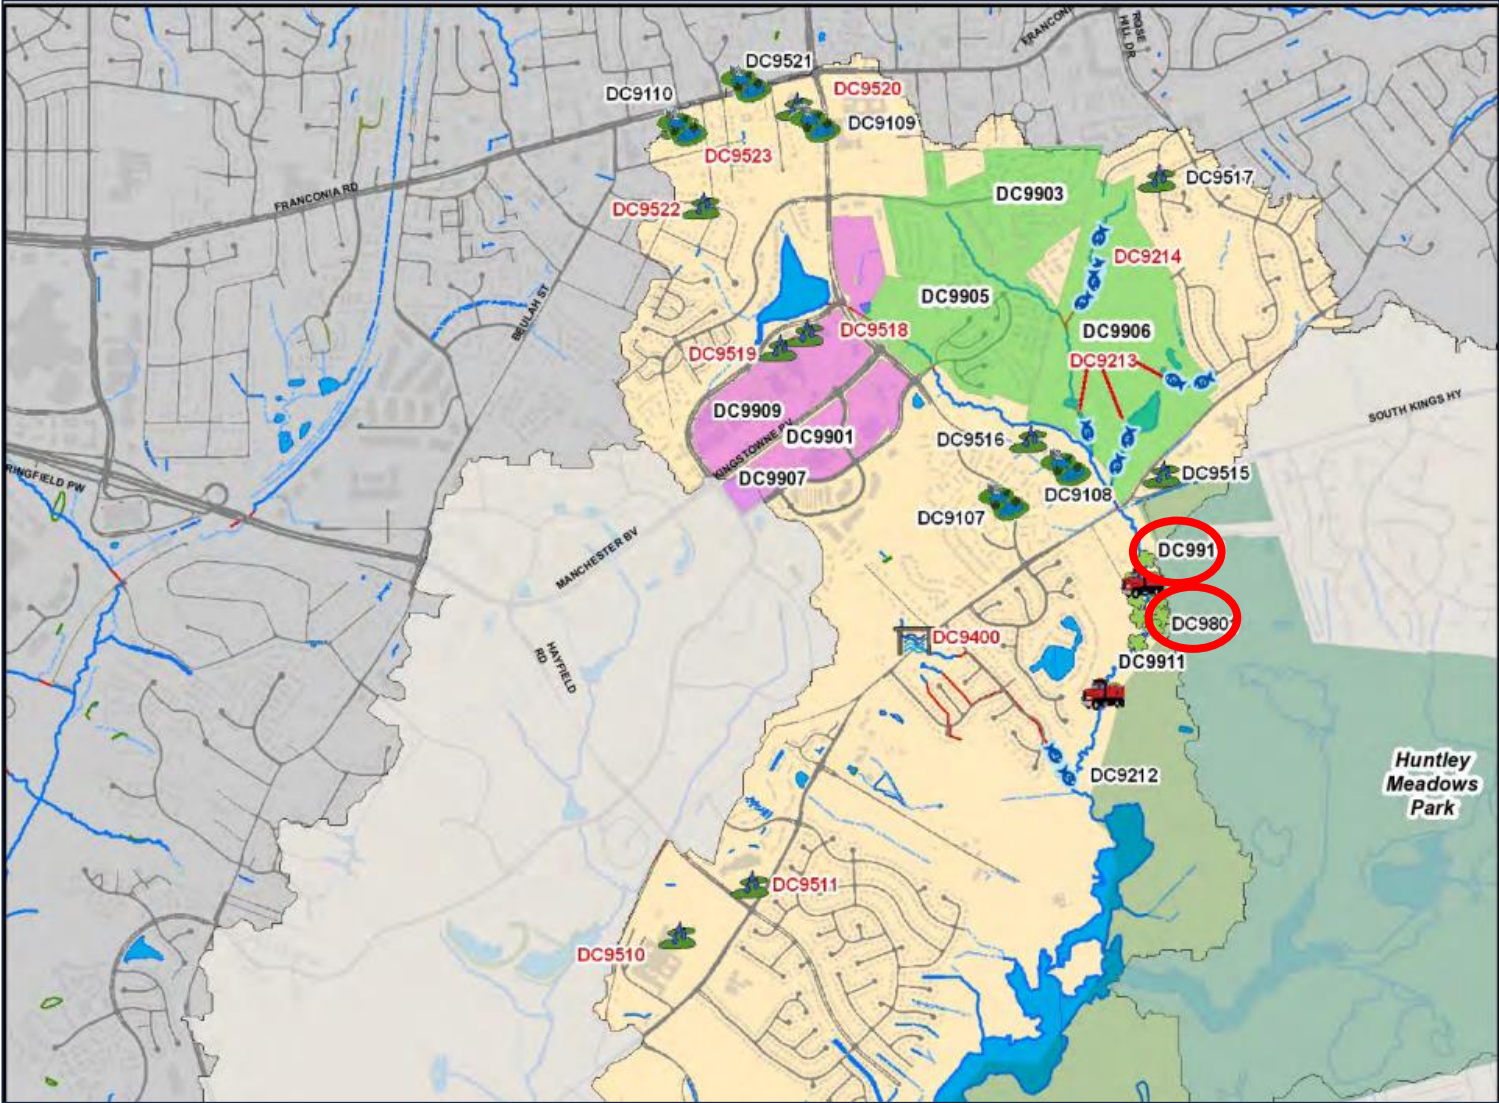 FRANCONI
ROSE
HILL DR
DC9521
DC9110
DC9520
DC9109
DC9523
DC9517
DC9903
FRANCONIA RD
DC9522
DC9214
DC9905
BEULAH ST
DC9518
DC9906
DC9519
DC9213
SOUTH KINGS HY
DC9909
DC9901
DC9516
KINGSTOWNE PV
RINGFIELD PW
DC9907
DC9515
DC9108
DC9107
MANCHESTER BV
DC991
DC980
DC9400
HAYFIELD
RD
DC9911
DC9212
Huntley
Meadows
Park
DC9511
DC9510